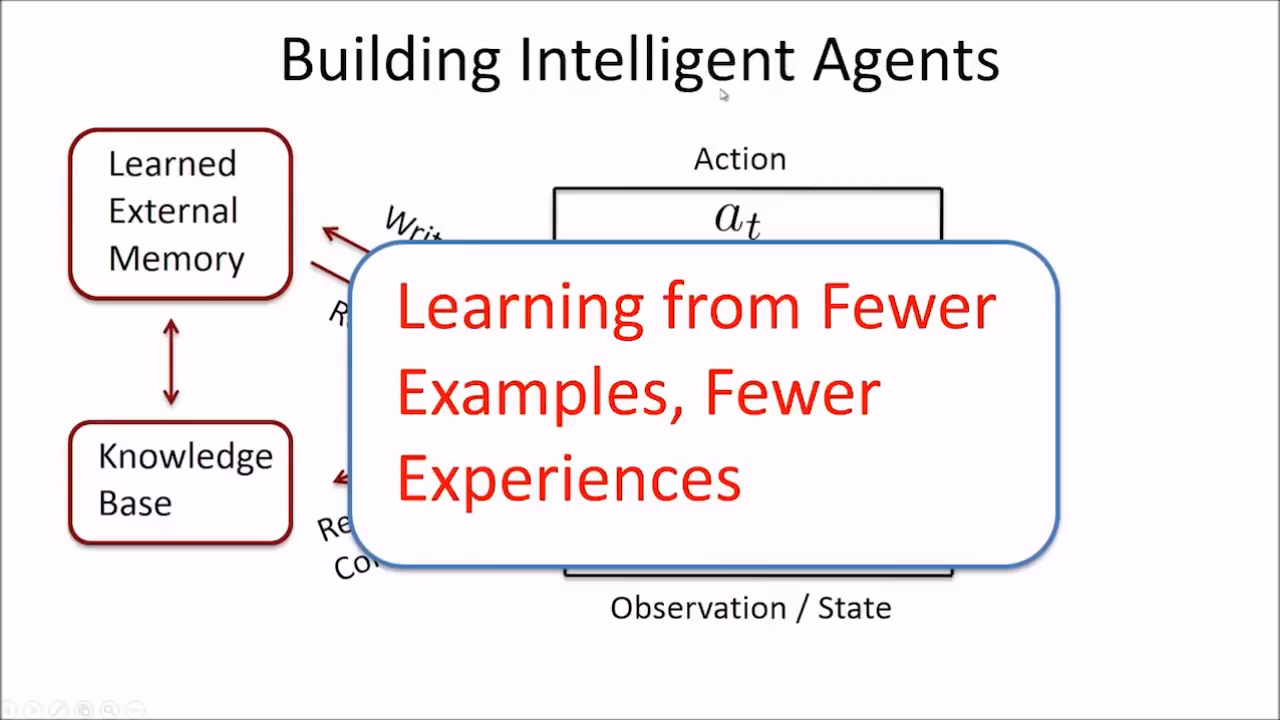 Building Intelligent Agents
Learned
External
Memory
Action
a_t
Learning from Fewer
Examples, Fewer
Experiences
Knowledge
Base
Observation / State